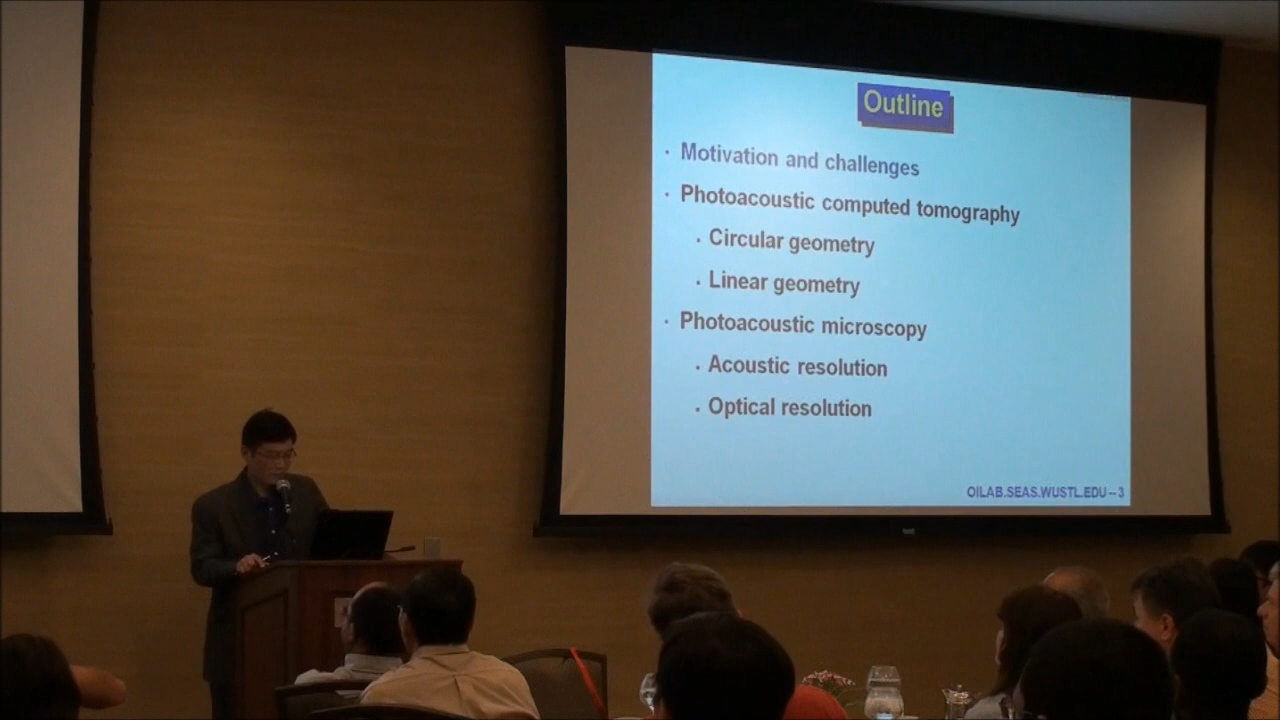 Outline
· Motivation and challenges
· Photoacoustic computed tomography
· Circular geometry
· Linear geometry
· Photoacoustic microscopy
· Acoustic resolution
· Optical resolution
OILAB.SEAS.WUSTL.EDU – 3